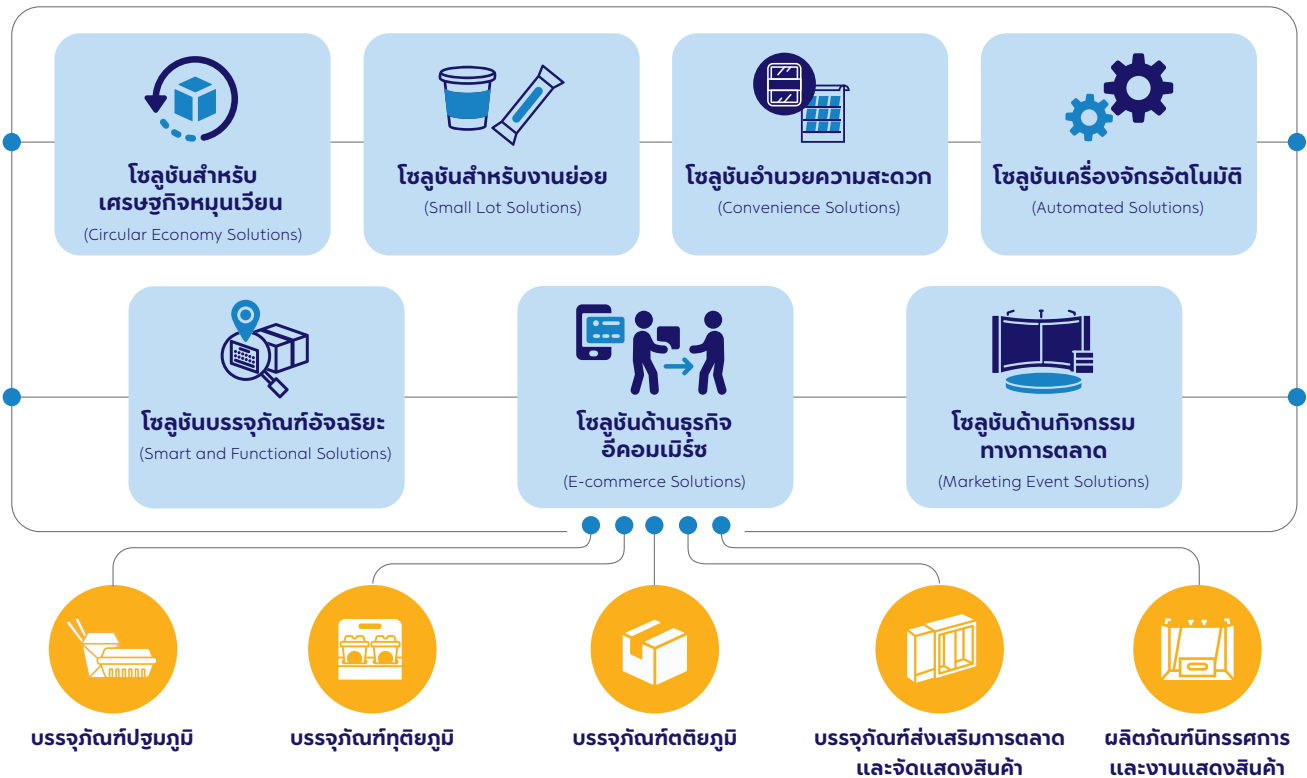 โซลูชันสำหรับ
เศรษฐกิจหมุนเวียน
(Circular Economy Solutions)
โซลูชันสำหรับงานย่อย
(Small Lot Solutions)
โซลูชันอำนวยความสะดวก
(Convenience Solutions)
โซลูชันเครื่องจักรอัตโนมัติ
(Automated Solutions)
โซลูชันบรรจุภัณฑ์อัจฉริยะ
(Smart and Functional Solutions)
โซลูชันด้านธุรกิจ
อีคอมเมิร์ซ
(E-commerce Solutions)
โซลูชันด้านกิจกรรม
ทางการตลาด
(Marketing Event Solutions)
บรรจุภัณฑ์ปฐมภูมิ
บรรจุภัณฑ์ทุติยภูมิ
บรรจุภัณฑ์ตติยภูมิ
บรรจุภัณฑ์ส่งเสริมการตลาด
และจัดแสดงสินค้า
ผลิตภัณฑ์นิทรรศการ
และงานแสดงสินค้า